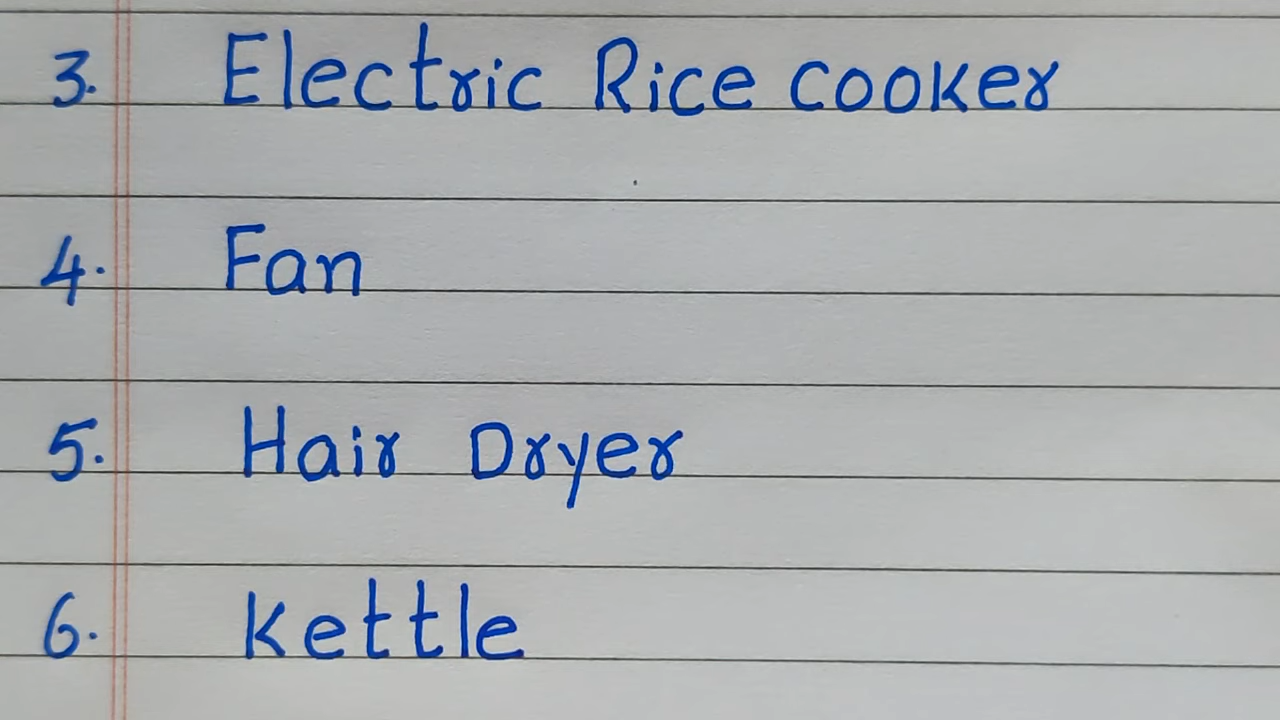 3. Electric Rice cooker
4. Fan
5. Hair Dryer
6. Kettle